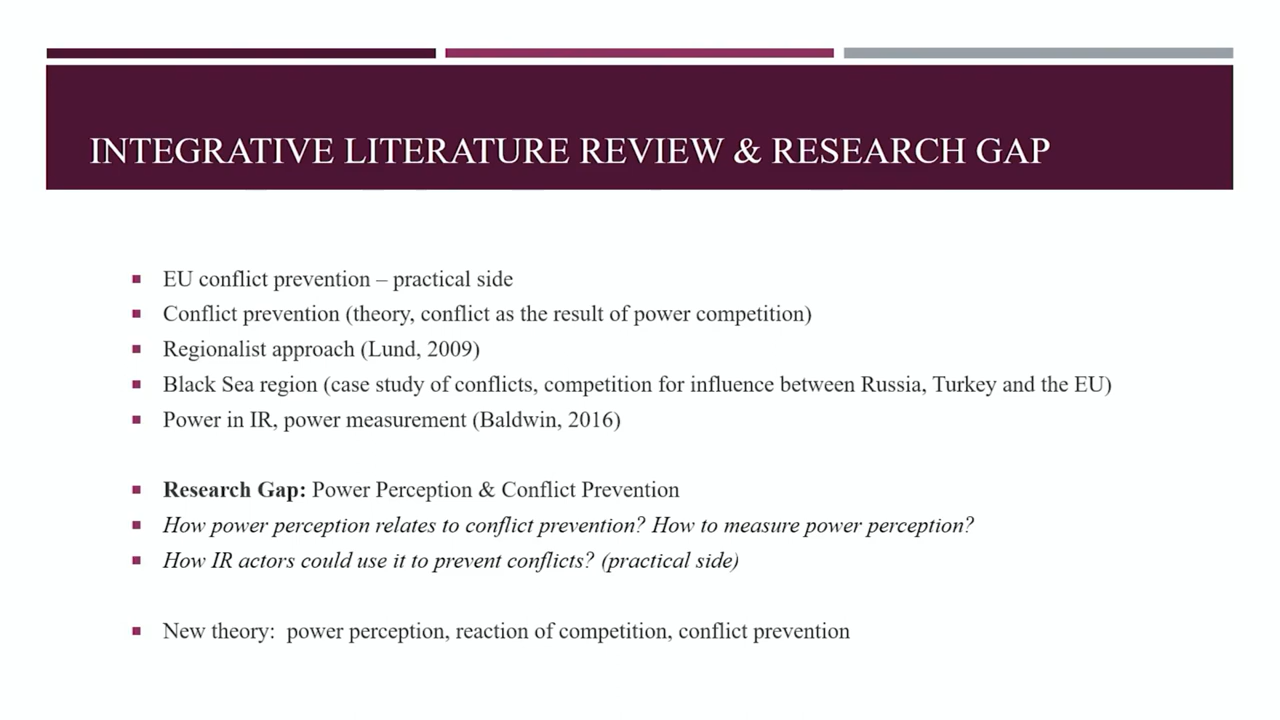 INTEGRATIVE LITERATURE REVIEW & RESEARCH GAP
EU conflict prevention – practical side
Conflict prevention (theory, conflict as the result of power competition)
Regionalist approach (Lund, 2009)
Black Sea region (case study of conflicts, competition for influence between Russia, Turkey and the EU)
Power in IR, power measurement (Baldwin, 2016)
Research Gap: Power Perception & Conflict Prevention
How power perception relates to conflict prevention? How to measure power perception?
How IR actors could use it to prevent conflicts? (practical side)
New theory:  power perception, reaction of competition, conflict prevention